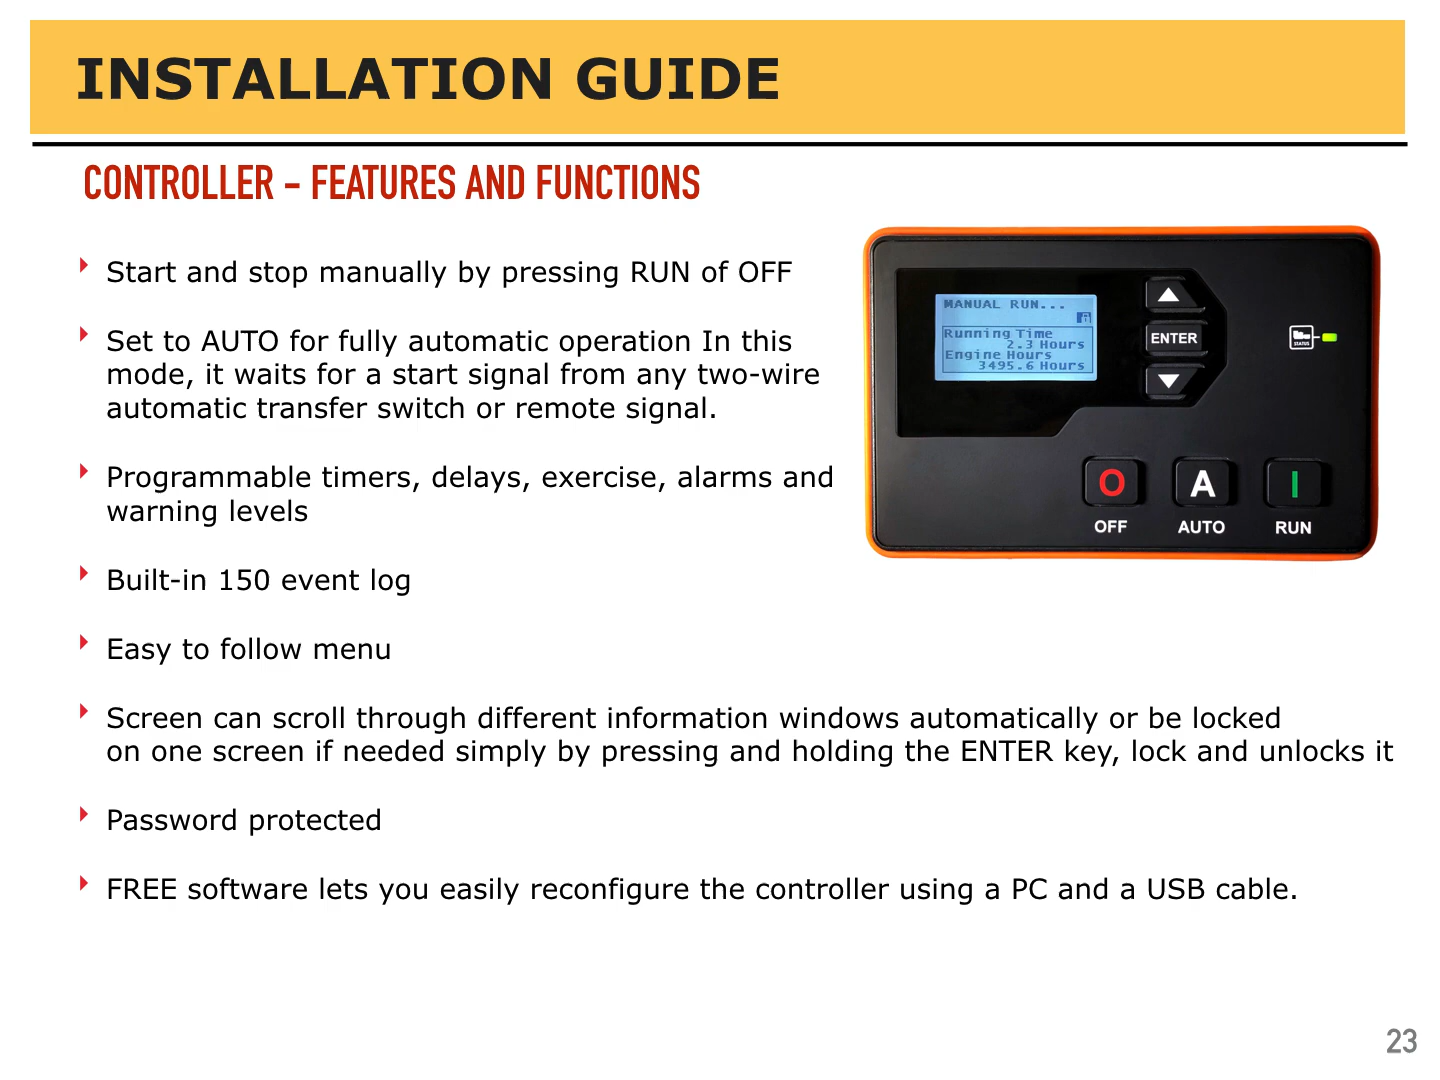 INSTALLATION GUIDE
CONTROLLER - FEATURES AND FUNCTIONS
Start and stop manually by pressing RUN of OFF
Set to AUTO for fully automatic operation In this
mode, it waits for a start signal from any two-wire
automatic transfer switch or remote signal.
Programmable timers, delays, exercise, alarms and
warning levels
Built-in 150 event log
Easy to follow menu
Screen can scroll through different information windows automatically or be locked
on one screen if needed simply by pressing and holding the ENTER key, lock and unlocks it
Password protected
FREE software lets you easily reconfigure the controller using a PC and a USB cable.
MANUAL RUN...
Running Time
2.3 Hours
Engine Hours
3495.6 Hours
ENTER
STATUS
O A I
OFF AUTO RUN
23